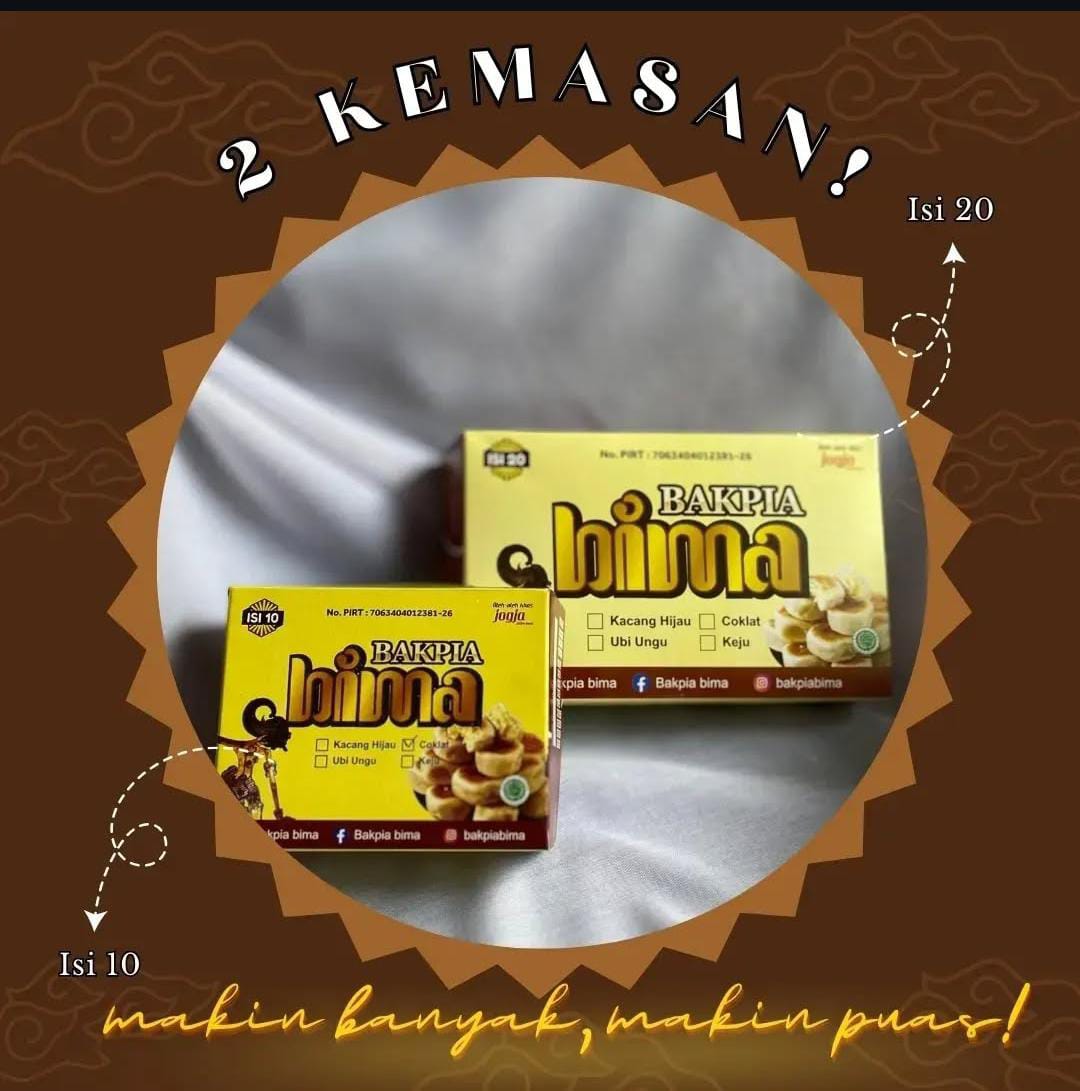 2 KEMASAN!
Isi 20
ISI 20
No. PIRT : 7063404012381-26
jogja
BAKPIA
bima
Kacang Hijau
Coklat
Ubi Ungu
Keju
bima
Bakpia bima
bakpiabima
ISI 10
No. PIRT : 7063404012381-26
jogja
BAKPIA
bima
Kacang Hijau
Coklat
Ubi Ungu
Keju
bima
Bakpia bima
bakpiabima
Isi 10
makin banyak, makin puas!